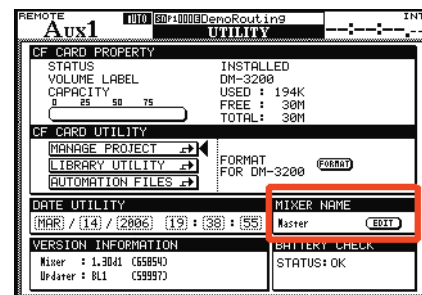 REMOTE
Aux1
AUTO
DemoRouting
INT
UTILITY
--:--:--.--
CF CARD PROPERTY
STATUS INSTALLED
VOLUME LABEL DM-3200
CAPACITY USED : 194K
0 25 50 75 FREE : 30M
TOTAL: 30M
CF CARD UTILITY
MANAGE PROJECT
LIBRARY UTILITY
AUTOMATION FILES
FORMAT
FOR DM-3200
FORMAT
DATE UTILITY
MAR / 14 / 2006 19 : 38 : 55
MIXER NAME
Master EDIT
VERSION INFORMATION
Mixer : 1.30d1 (65854)
Updater : BL1 (59997)
BATTERY CHECK
STATUS: OK